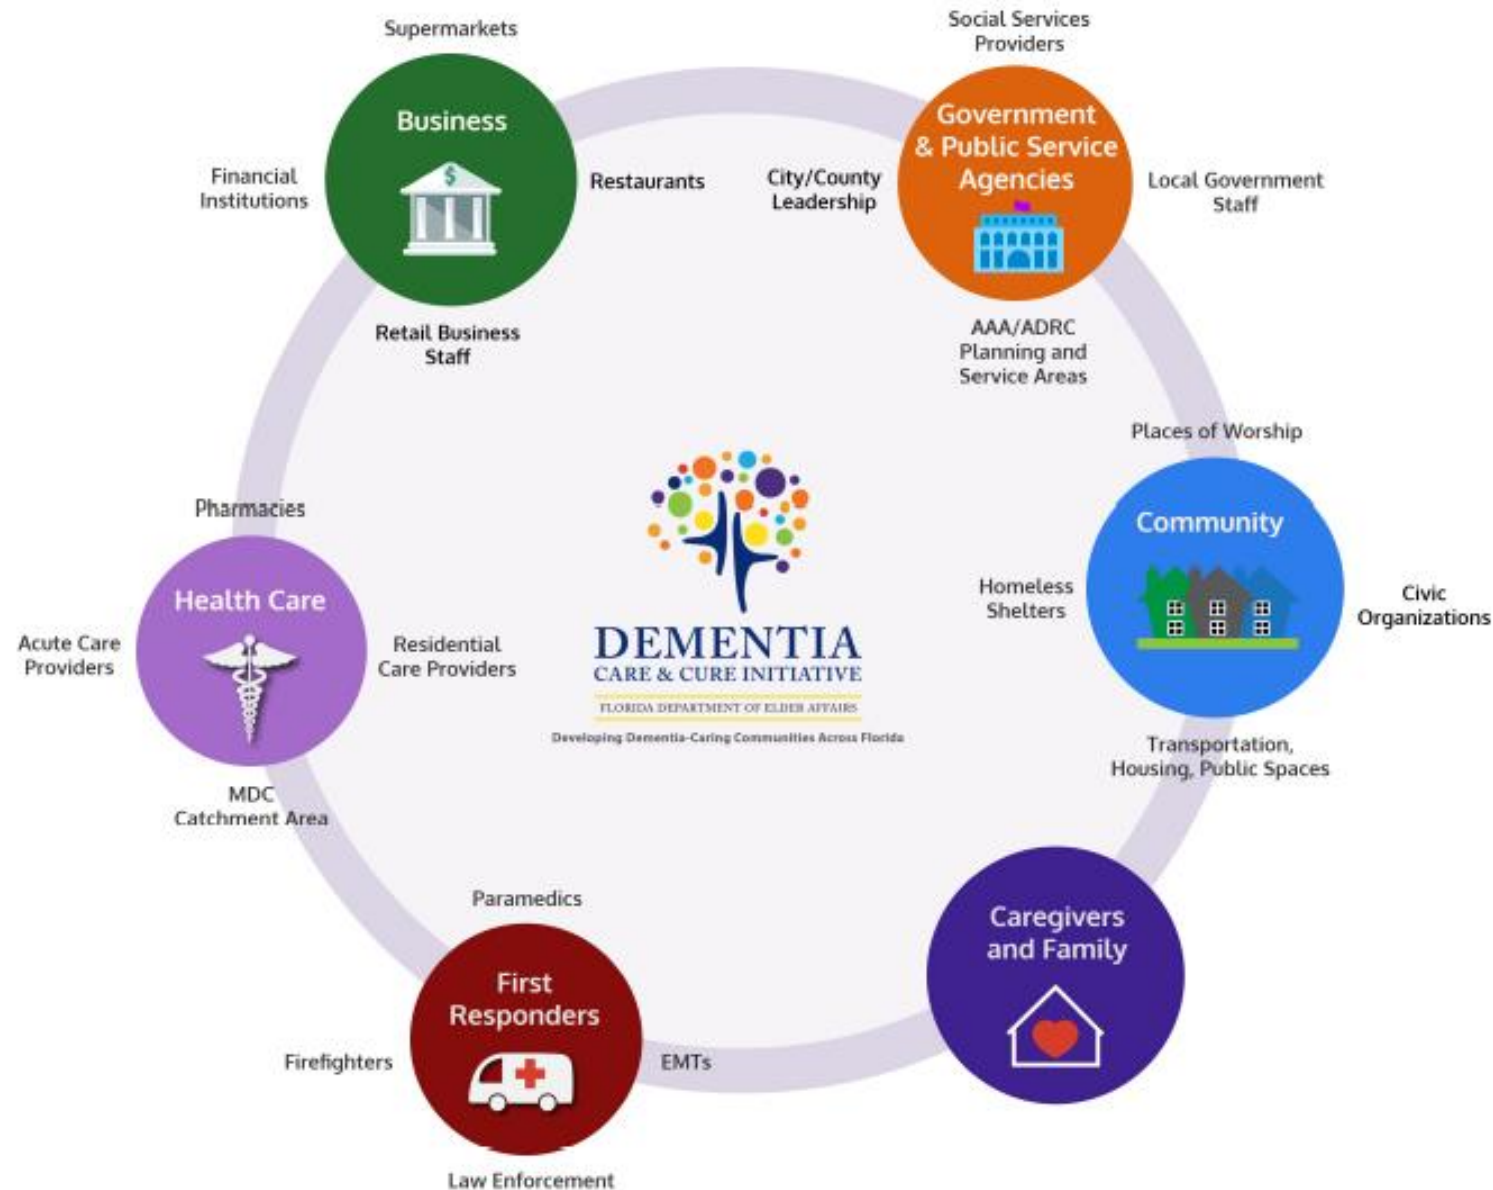 Supermarkets
Business
$
Financial
Institutions
Restaurants
Retail Business
Staff
Social Services
Providers
Government
& Public Service
Agencies
City/County
Leadership
Local Government
Staff
AAA/ADRC
Planning and
Service Areas
Places of Worship
Community
Homeless
Shelters
Civic
Organizations
Transportation,
Housing, Public Spaces
Pharmacies
Health Care
Acute Care
Providers
Residential
Care Providers
MDC
Catchment Area
DEMENTIA
CARE & CURE INITIATIVE
FLORIDA DEPARTMENT OF ELDER AFFAIRS
Developing Dementia-Caring Communities Across Florida
Paramedics
First
Responders
Firefighters
EMTs
Law Enforcement
Caregivers
and Family